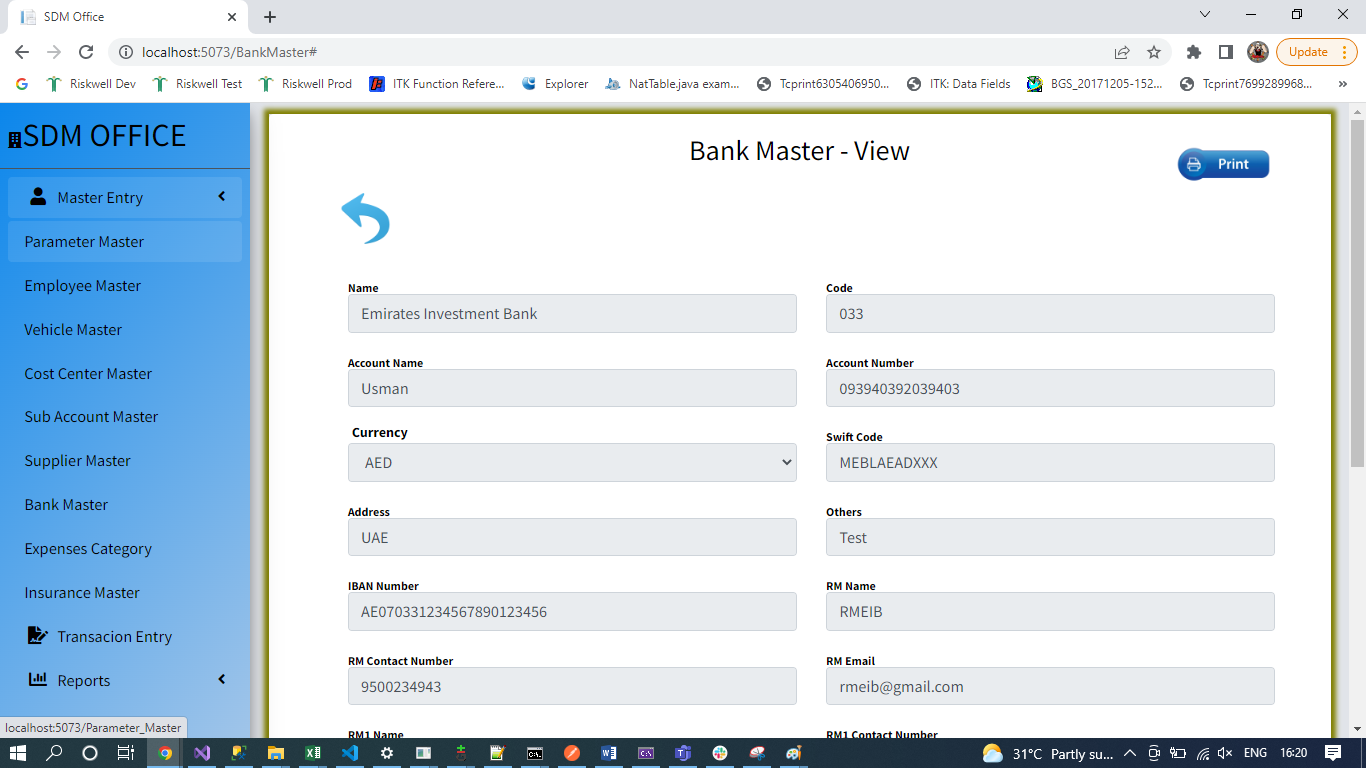 SDM Office
localhost:5073/BankMaster#
Update
Riskwell Dev
Riskwell Test
Riskwell Prod
ITK Function Refere...
Explorer
NatTable.java exam...
Tcprint6305406950...
ITK: Data Fields
BGS_20171205-152...
Tcprint7699289968...
»
SDM OFFICE
Master Entry
Parameter Master
Employee Master
Vehicle Master
Cost Center Master
Sub Account Master
Supplier Master
Bank Master
Expenses Category
Insurance Master
Transacion Entry
Reports
localhost:5073/Parameter_Master
Bank Master - View
Print
Name
Emirates Investment Bank
Code
033
Account Name
Usman
Account Number
093940392039403
Currency
AED
Swift Code
MEBLAEADXXX
Address
UAE
Others
Test
IBAN Number
AE070331234567890123456
RM Name
RMEIB
RM Contact Number
9500234943
RM Email
rmeib@gmail.com
RM1 Name
RM1 Contact Number
31°C Partly su...
ENG
16:20